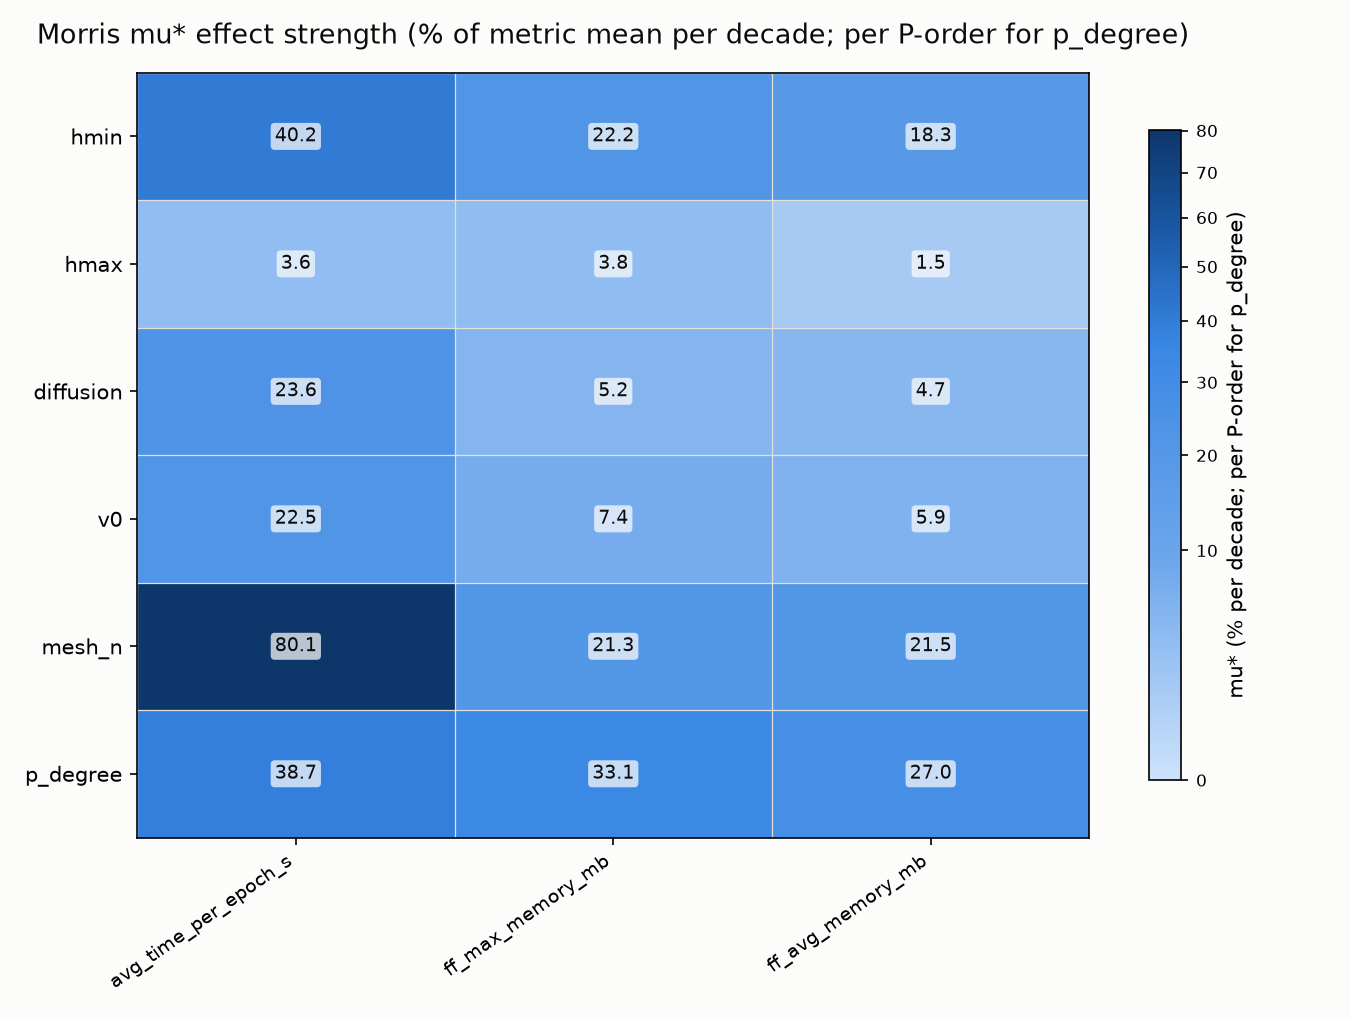 Morris mu* effect strength (% of metric mean per decade; per P-order for p_degree)
hmin 40.2 22.2 18.3
hmax 3.6 3.8 1.5
diffusion 23.6 5.2 4.7
v0 22.5 7.4 5.9
mesh_n 80.1 21.3 21.5
p_degree 38.7 33.1 27.0
avg_time_per_epoch_s
ff_max_memory_mb
ff_avg_memory_mb
80
70
60
50
40
30
20
10
0
mu* (% per decade; per P-order for p_degree)